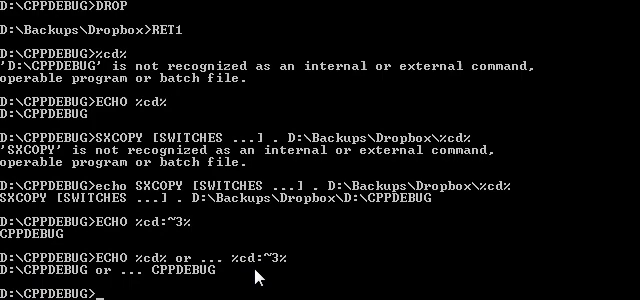 D:\CPPDEBUG>DROP
D:\Backups\Dropbox>RET1
D:\CPPDEBUG>%cd%
'D:\CPPDEBUG' is not recognized as an internal or external command,
operable program or batch file.
D:\CPPDEBUG>ECHO %cd%
D:\CPPDEBUG
D:\CPPDEBUG>SXCOPY [SWITCHES ...] . D:\Backups\Dropbox\%cd%
'SXCOPY' is not recognized as an internal or external command,
operable program or batch file.
D:\CPPDEBUG>echo SXCOPY [SWITCHES ...] . D:\Backups\Dropbox\%cd%
SXCOPY [SWITCHES ...] . D:\Backups\Dropbox\D:\CPPDEBUG
D:\CPPDEBUG>ECHO %cd:~3%
CPPDEBUG
D:\CPPDEBUG>ECHO %cd% or ... %cd:~3%
D:\CPPDEBUG or ... CPPDEBUG
D:\CPPDEBUG>_